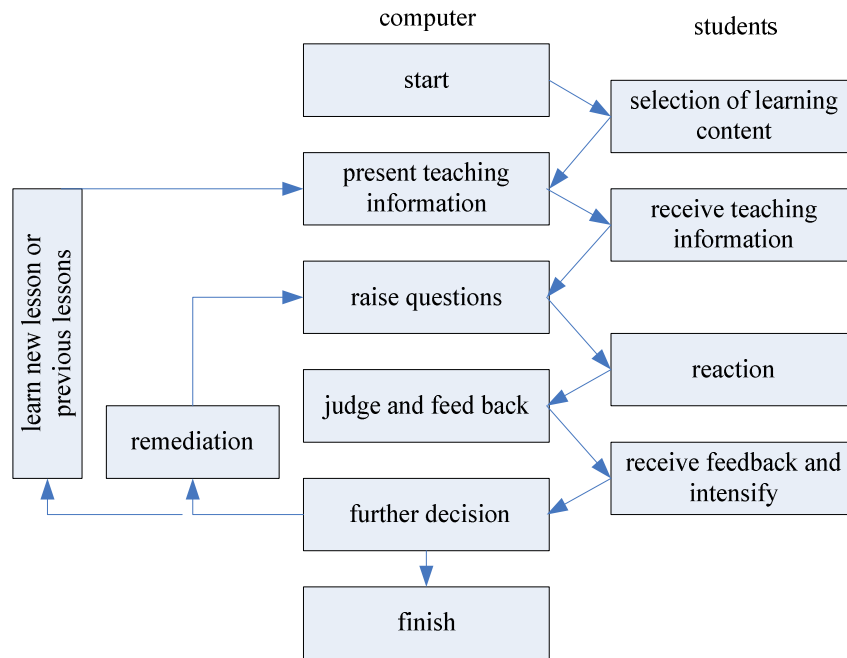 computer
students
start
selection of learning
content
present teaching
information
receive teaching
information
learn new lesson or
previous lessons
raise questions
reaction
judge and feed back
remediation
receive feedback and
intensify
further decision
finish